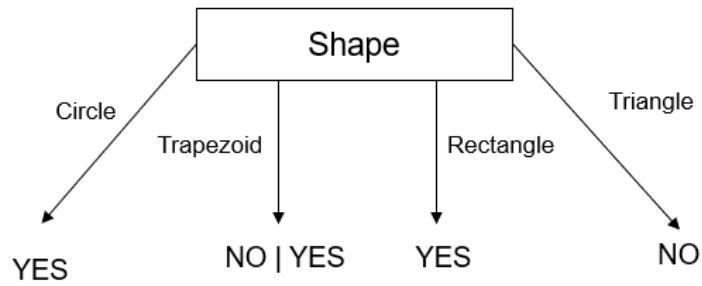 Shape
Circle
Trapezoid
Rectangle
Triangle
YES
NO | YES
YES
NO